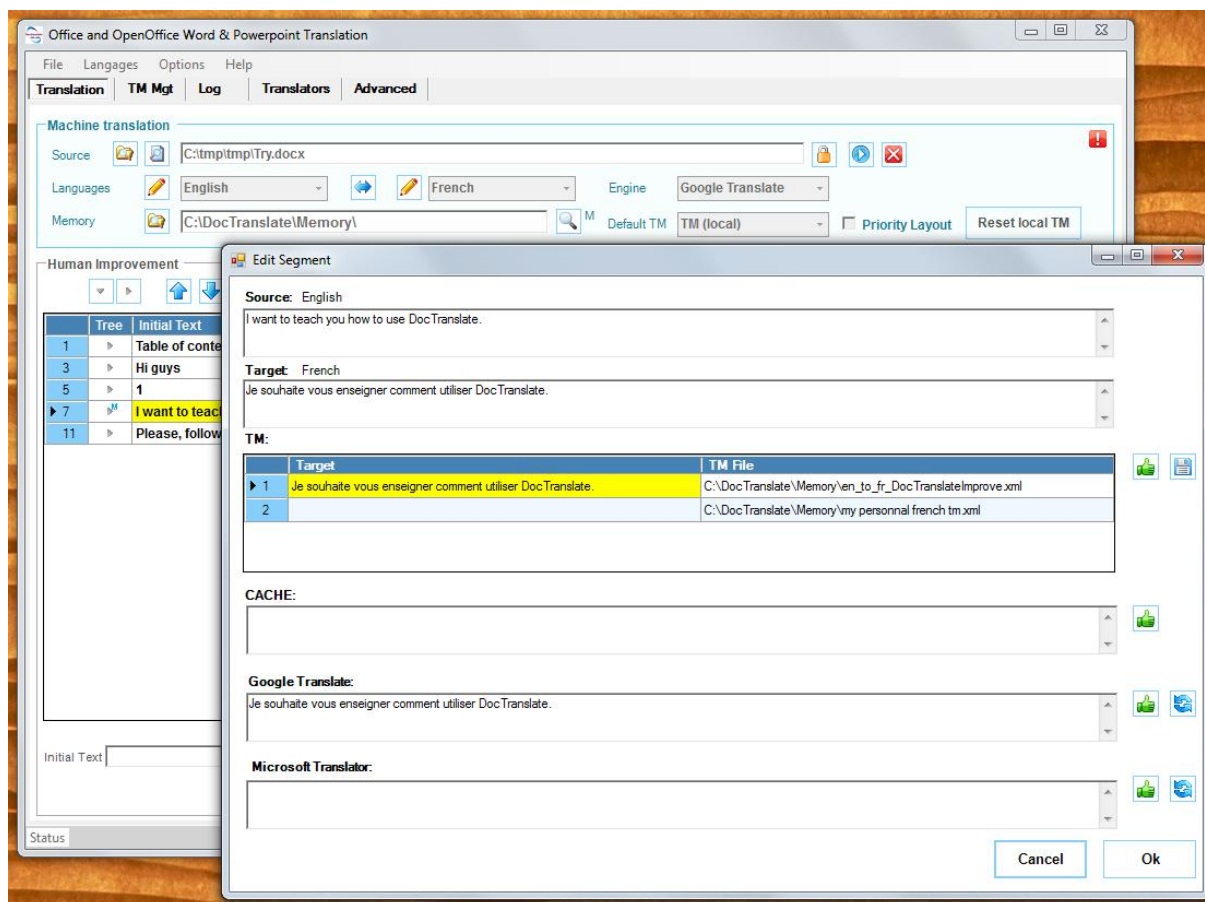 Office and OpenOffice Word & Powerpoint Translation
File Langages Options Help
Translation TM Mgt Log Translators Advanced
Machine translation
Source C:\tmp\tmp\Try.docx
Languages English French Engine Google Translate
Memory C:\DocTranslate\Memory\ M Default TM TM (local) Priority Layout Reset local TM
Human Improvement
Tree Initial Text
1 Table of conte
3 Hi guys
5 1
7 M I want to teach
11 Please, follow
Initial Text
Status
Edit Segment
Source: English
I want to teach you how to use DocTranslate.
Target: French
Je souhaite vous enseigner comment utiliser DocTranslate.
TM:
Target TM File
1 Je souhaite vous enseigner comment utiliser DocTranslate. C:\DocTranslate\Memory\en_to_fr_DocTranslateImprove.xml
2 C:\DocTranslate\Memory\my personnal french tm.xml
CACHE:
Google Translate:
Je souhaite vous enseigner comment utiliser DocTranslate.
Microsoft Translator:
Cancel Ok